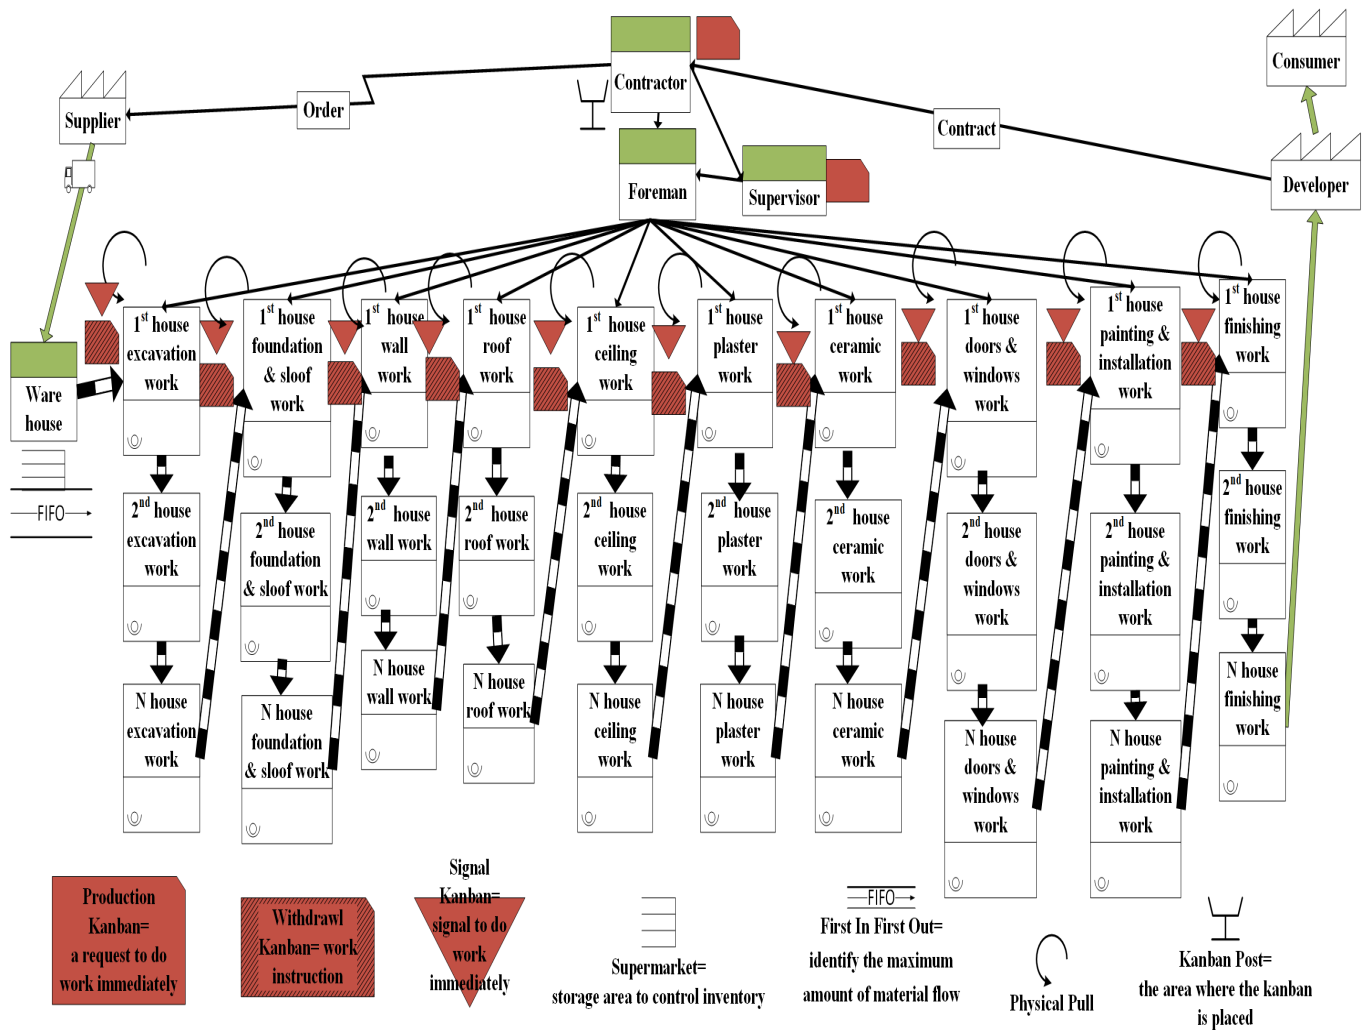 Consumer
Contractor
Supplier
Order
Contract
Foreman
Supervisor
Developer
Ware
house
FIFO
1st house
excavation
work
1st house
foundation
& sloof
work
1st house
wall
work
1st house
roof
work
1st house
ceiling
work
1st house
plaster
work
1st house
ceramic
work
1st house
doors &
windows
work
1st house
painting &
installation
work
1st house
finishing
work
2nd house
excavation
work
2nd house
foundation
& sloof work
2nd house
wall work
2nd house
roof work
2nd house
ceiling
work
2nd house
plaster
work
2nd house
ceramic
work
2nd house
doors &
windows
work
2nd house
painting &
installation
work
2nd house
finishing
work
N house
excavation
work
N house
foundation
& sloof work
N house
wall work
N house
roof work
N house
ceiling
work
N house
plaster
work
N house
ceramic
work
N house
doors &
windows
work
N house
painting &
installation
work
N house
finishing
work
Production
Kanban=
a request to do
work immediately
Withdrawl
Kanban= work
instruction
Signal
Kanban=
signal to do
work
immediately
Supermarket=
storage area to control inventory
FIFO
First In First Out=
identify the maximum
amount of material flow
Physical Pull
Kanban Post=
the area where the kanban
is placed